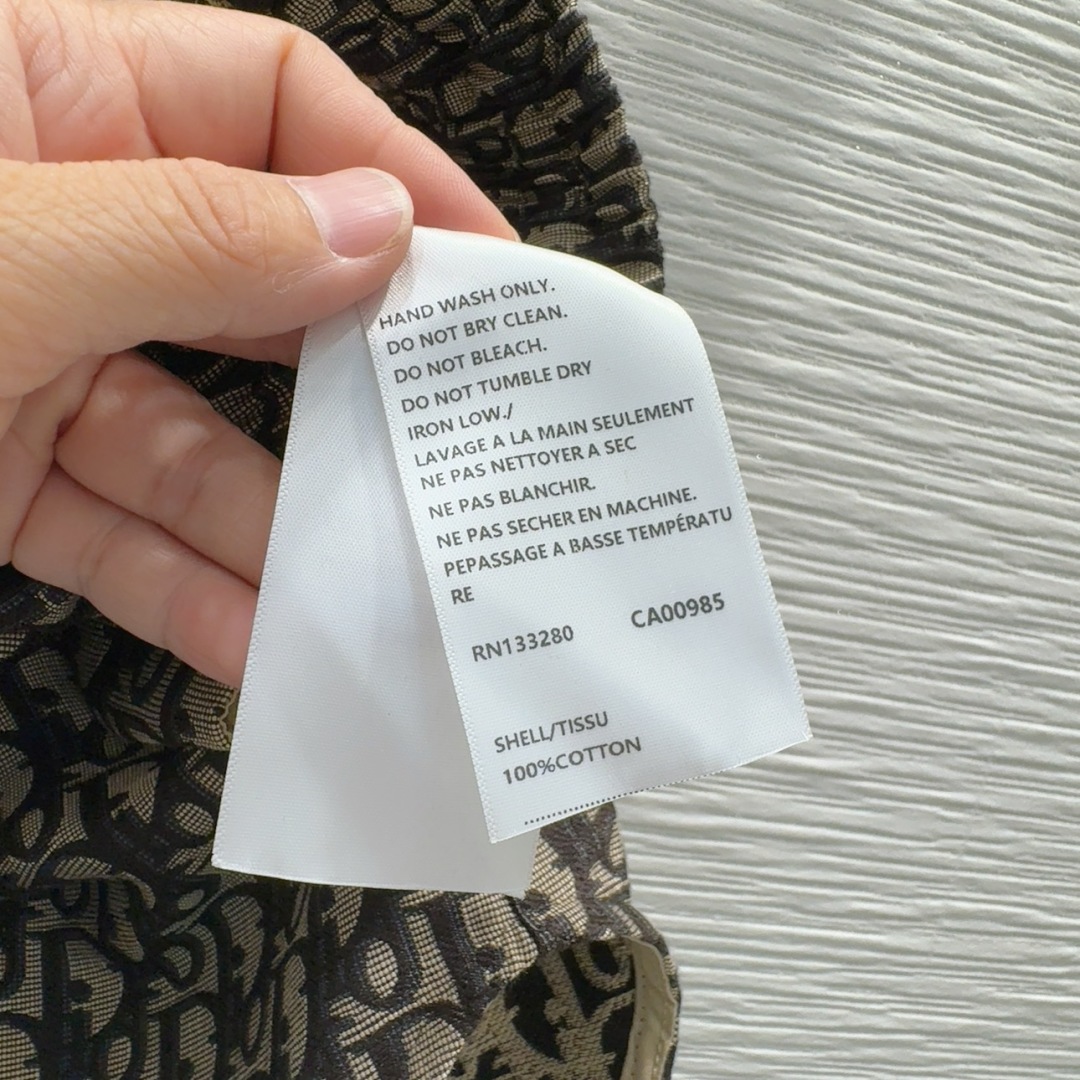 HAND WASH ONLY.
DO NOT BRY CLEAN.
DO NOT BLEACH.
DO NOT TUMBLE DRY
IRON LOW./
LAVAGE A LA MAIN SEULEMENT
NE PAS NETTOYER A SEC
NE PAS BLANCHIR.
NE PAS SECHER EN MACHINE.
PEPASSAGE A BASSE TEMPÉRATU
RE
RN133280 CA00985
SHELL/TISSU
100%COTTON